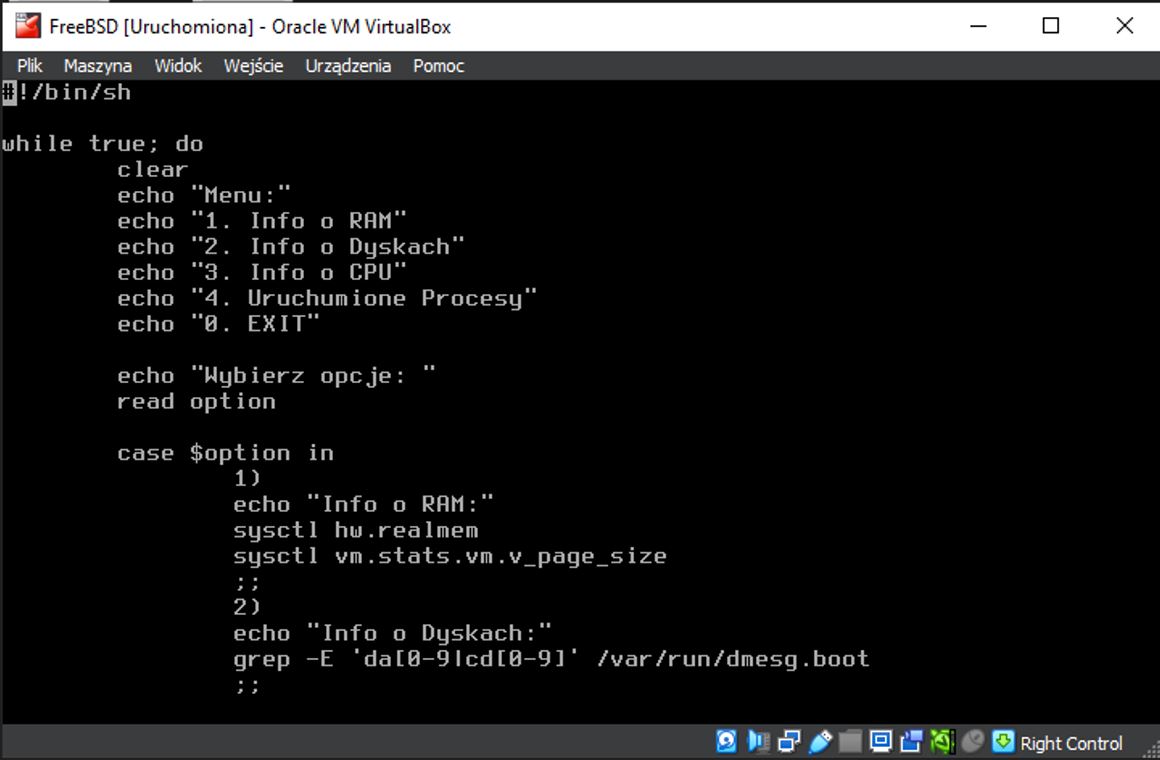 FreeBSD [Uruchomiona] - Oracle VM VirtualBox
Plik Maszyna Widok Wejście Urządzenia Pomoc
#!/bin/sh
while true; do
clear
echo "Menu:"
echo "1. Info o RAM"
echo "2. Info o Dyskach"
echo "3. Info o CPU"
echo "4. Uruchumione Procesy"
echo "0. EXIT"
echo "Wybierz opcje: "
read option
case $option in
1)
echo "Info o RAM:"
sysctl hw.realmem
sysctl vm.stats.vm.v_page_size
;;
2)
echo "Info o Dyskach:"
grep -E 'da[0-9|cd[0-9]' /var/run/dmesg.boot
;;
Right Control